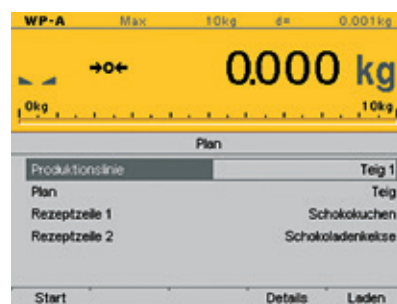 WP-A Max 10kg d= 0.001kg
→0← 0.000 kg
0kg 10kg
Plan
Produktionslinie Teig 1
Plan Teig
Rezeptzeile 1 Schokokuchen
Rezeptzeile 2 Schokoladenkekse
Start Details Laden